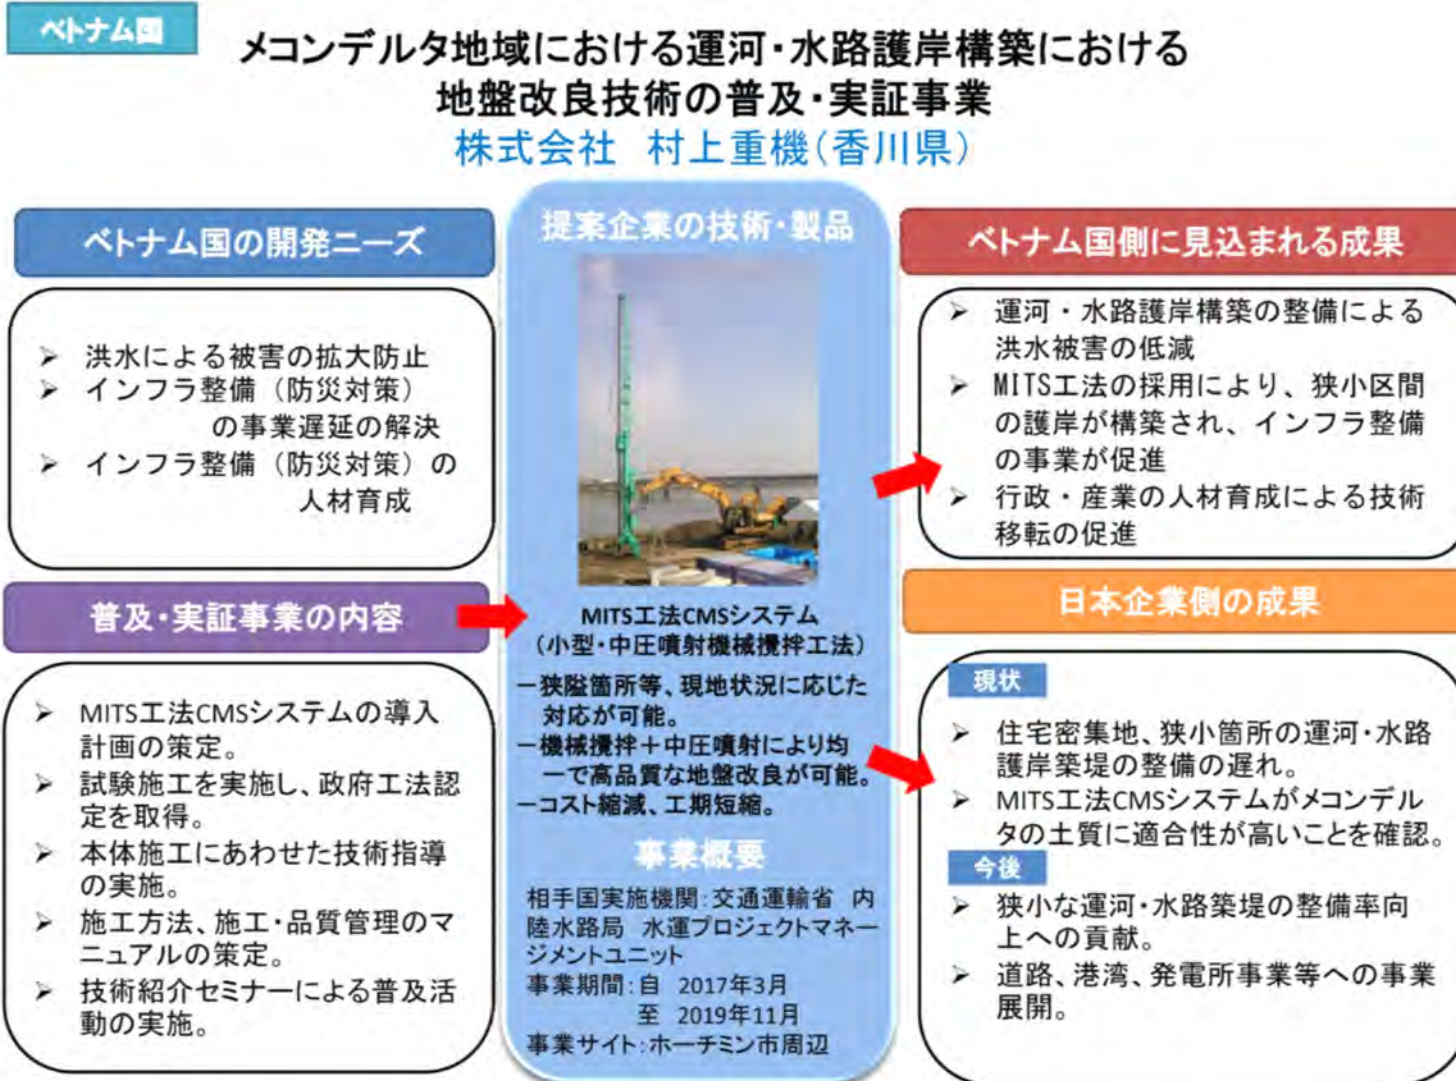 ベトナム国
メコンデルタ地域における運河・水路護岸構築における
地盤改良技術の普及・実証事業
株式会社　村上重機（香川県）
ベトナム国の開発ニーズ
➢ 洪水による被害の拡大防止
➢ インフラ整備（防災対策）
の事業遅延の解決
➢ インフラ整備（防災対策）の
人材育成
普及・実証事業の内容
➢ MITS工法CMSシステムの導入
計画の策定。
➢ 試験施工を実施し、政府工法認
定を取得。
➢ 本体施工にあわせた技術指導
の実施。
➢ 施工方法、施工・品質管理のマ
ニュアルの策定。
➢ 技術紹介セミナーによる普及活
動の実施。
提案企業の技術・製品
MITS工法CMSシステム
（小型・中圧噴射機械攪拌工法）
－狭隘箇所等、現地状況に応じた
対応が可能。
－機械攪拌＋中圧噴射により均
一で高品質な地盤改良が可能。
－コスト縮減、工期短縮。
事業概要
相手国実施機関：交通運輸省　内
陸水路局　水運プロジェクトマネー
ジメントユニット
事業期間：自　2017年3月
至　2019年11月
事業サイト：ホーチミン市周辺
ベトナム国側に見込まれる成果
➢ 運河・水路護岸構築の整備による
洪水被害の低減
➢ MITS工法の採用により、狭小区間
の護岸が構築され、インフラ整備
の事業が促進
➢ 行政・産業の人材育成による技術
移転の促進
日本企業側の成果
現状
➢ 住宅密集地、狭小箇所の運河・水路
護岸築堤の整備の遅れ。
➢ MITS工法CMSシステムがメコンデル
タの土質に適合性が高いことを確認。
今後
➢ 狭小な運河・水路築堤の整備率向
上への貢献。
➢ 道路、港湾、発電所事業等への事業
展開。